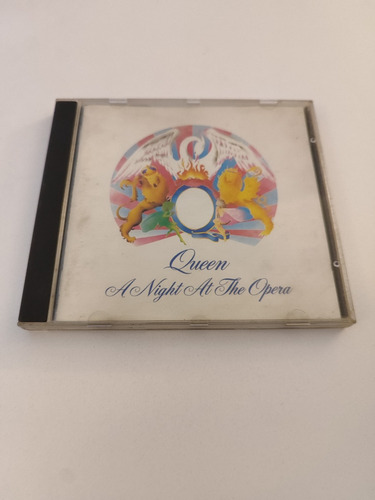 Queen
A Night At The Opera